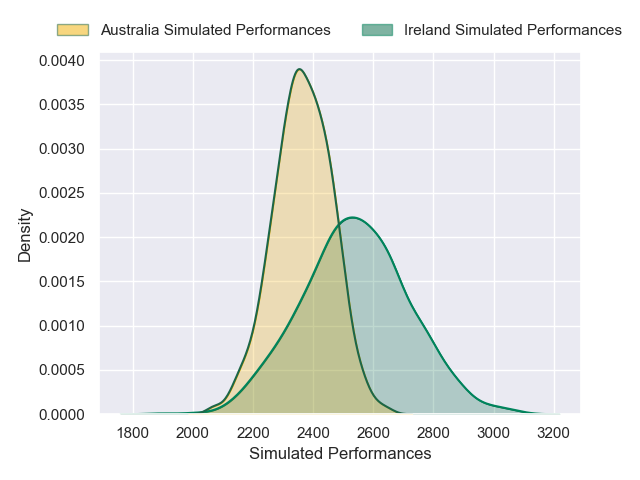 Australia Simulated Performances Ireland Simulated Performances
0.0040
0.0035
0.0030
0.0025
0.0020
0.0015
0.0010
0.0005
0.0000
Density
1800 2000 2200 2400 2600 2800 3000 3200
Simulated Performances